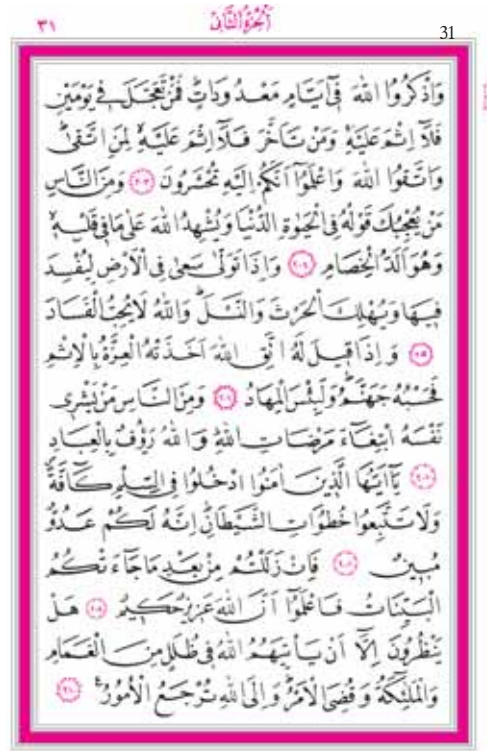 ٣١ اَلْجُزْءُ الثَّانِي 31
وَاذْكُرُوا اللّٰهَ فٓى اَيَّامٍ مَعْدُودَاتٍۜ فَمَنْ تَعَجَّلَ فٖى يَوْمَيْنِ
فَلَٓا اِثْمَ عَلَيْهِۚ وَمَنْ تَاَخَّرَ فَلَٓا اِثْمَ عَلَيْهِۙ لِمَنِ اتَّقٰىۜ
وَاتَّقُوا اللّٰهَ وَاعْلَمُٓوا اَنَّكُمْ اِلَيْهِ تُحْشَرُونَ ﴿٢٠٣﴾ وَمِنَ النَّاسِ
مَنْ يُعْجِبُكَ قَوْلُهُ فِى الْحَيٰوةِ الدُّنْيَا وَيُشْهِدُ اللّٰهَ عَلٰى مَا فٖى قَلْبِهٖۙ
وَهُوَ اَلَدُّ الْخِصَامِ ﴿٢٠٤﴾ وَاِذَا تَوَلّٰى سَعٰى فِى الْاَرْضِ لِيُفْسِدَ
فٖيهَا وَيُهْلِكَ الْحَرْثَ وَالنَّسْلَۜ وَاللّٰهُ لَا يُحِبُّ الْفَسَادَ
﴿٢٠٥﴾ وَاِذَا قٖيلَ لَهُ اتَّقِ اللّٰهَ اَخَذَتْهُ الْعِزَّةُ بِالْاِثْمِ
فَحَسْبُهُ جَهَنَّمُۜ وَلَبِئْسَ الْمِهَادُ ﴿٢٠٦﴾ وَمِنَ النَّاسِ مَنْ يَشْرٖى
نَفْسَهُ ابْتِغَٓاءَ مَرْضَاتِ اللّٰهِۜ وَاللّٰهُ رَؤُفٌ بِالْعِبَادِ
﴿٢٠٧﴾ يَٓا اَيُّهَا الَّذٖينَ اٰمَنُوا ادْخُلُوا فِى السِّلْمِ كَٓافَّةًۖ
وَلَا تَتَّبِعُوا خُطُوَاتِ الشَّيْطَانِۜ اِنَّهُ لَكُمْ عَدُوٌّ
مُبٖينٌ ﴿٢٠٨﴾ فَاِنْ زَلَلْتُمْ مِنْ بَعْدِ مَا جَٓاءَتْكُمُ
الْبَيِّنَاتُ فَاعْلَمُٓوا اَنَّ اللّٰهَ عَزٖيزٌ حَكٖيمٌ ﴿٢٠٩﴾ هَلْ
يَنْظُرُونَ اِلَّٓا اَنْ يَاْتِيَهُمُ اللّٰهُ فٖى ظُلَلٍ مِنَ الْغَمَامِ
وَالْمَلٰٓئِكَةُ وَقُضِىَ الْاَمْرُۜ وَاِلَى اللّٰهِ تُرْجَعُ الْاُمُورُ ﴿٢١٠﴾